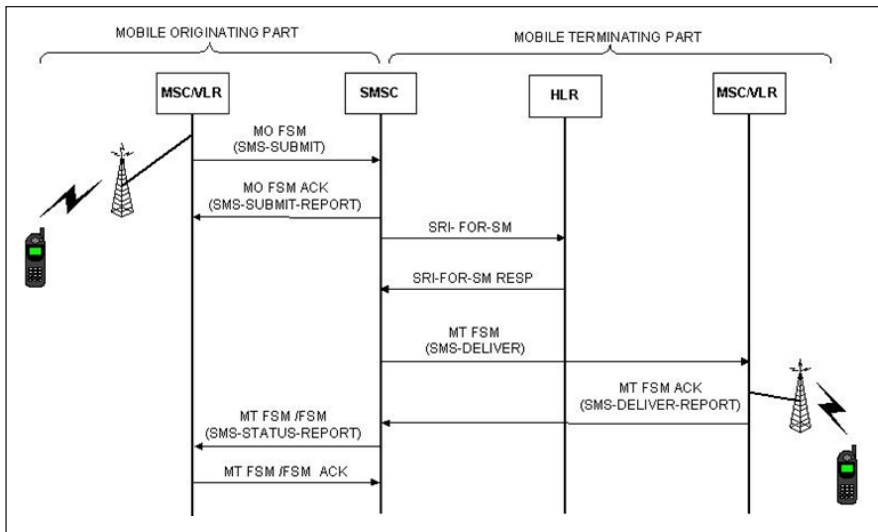 MOBILE ORIGINATING PART
MOBILE TERMINATING PART
MSC/VLR
SMSC
HLR
MSC/VLR
MO FSM
(SMS-SUBMIT)
MO FSM ACK
(SMS-SUBMIT-REPORT)
SRI- FOR-SM
SRI-FOR-SM RESP
MT FSM
(SMS-DELIVER)
MT FSM ACK
(SMS-DELIVER-REPORT)
MT FSM /FSM
(SMS-STATUS-REPORT)
MT FSM /FSM ACK